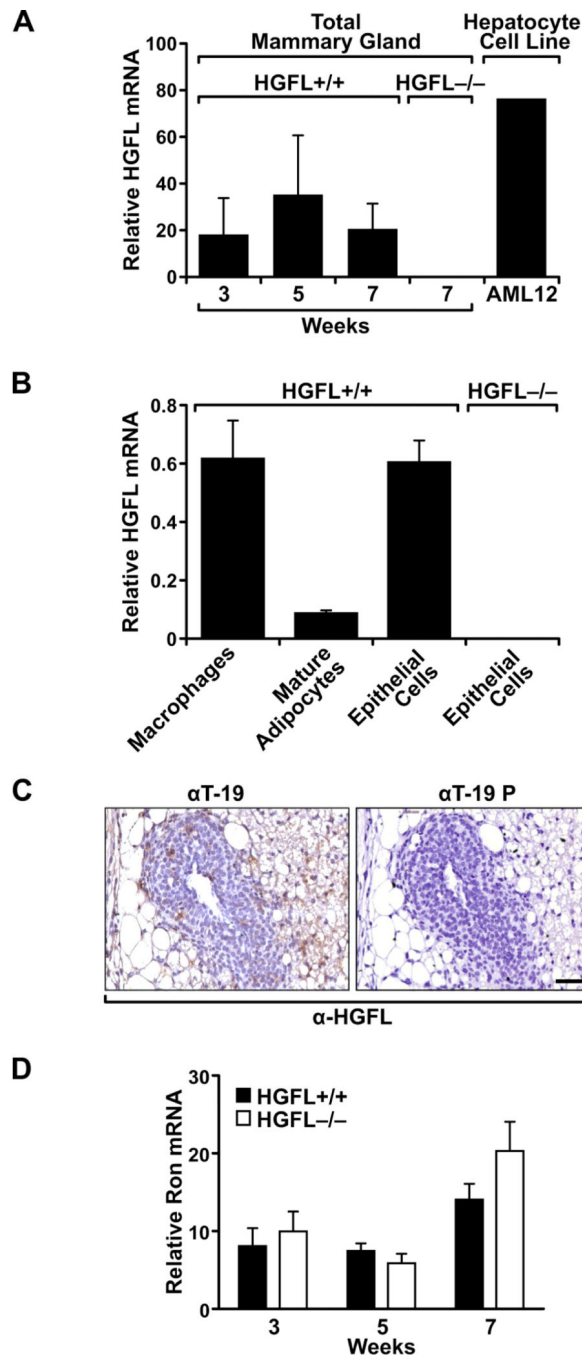 A
Total Hepatocyte
Mammary Gland Cell Line
HGFL+/+ HGFL–/–
Relative HGFL mRNA
100
80
60
40
20
0
3 5 7 7 AML12
Weeks
B
HGFL+/+ HGFL–/–
Relative HGFL mRNA
0.8
0.6
0.4
0.2
0
Macrophages
Mature
Adipocytes
Epithelial
Cells
Epithelial
Cells
C
αT-19 αT-19 P
α-HGFL
D
Relative Ron mRNA
30
20
10
0
HGFL+/+
HGFL–/–
3 5 7
Weeks